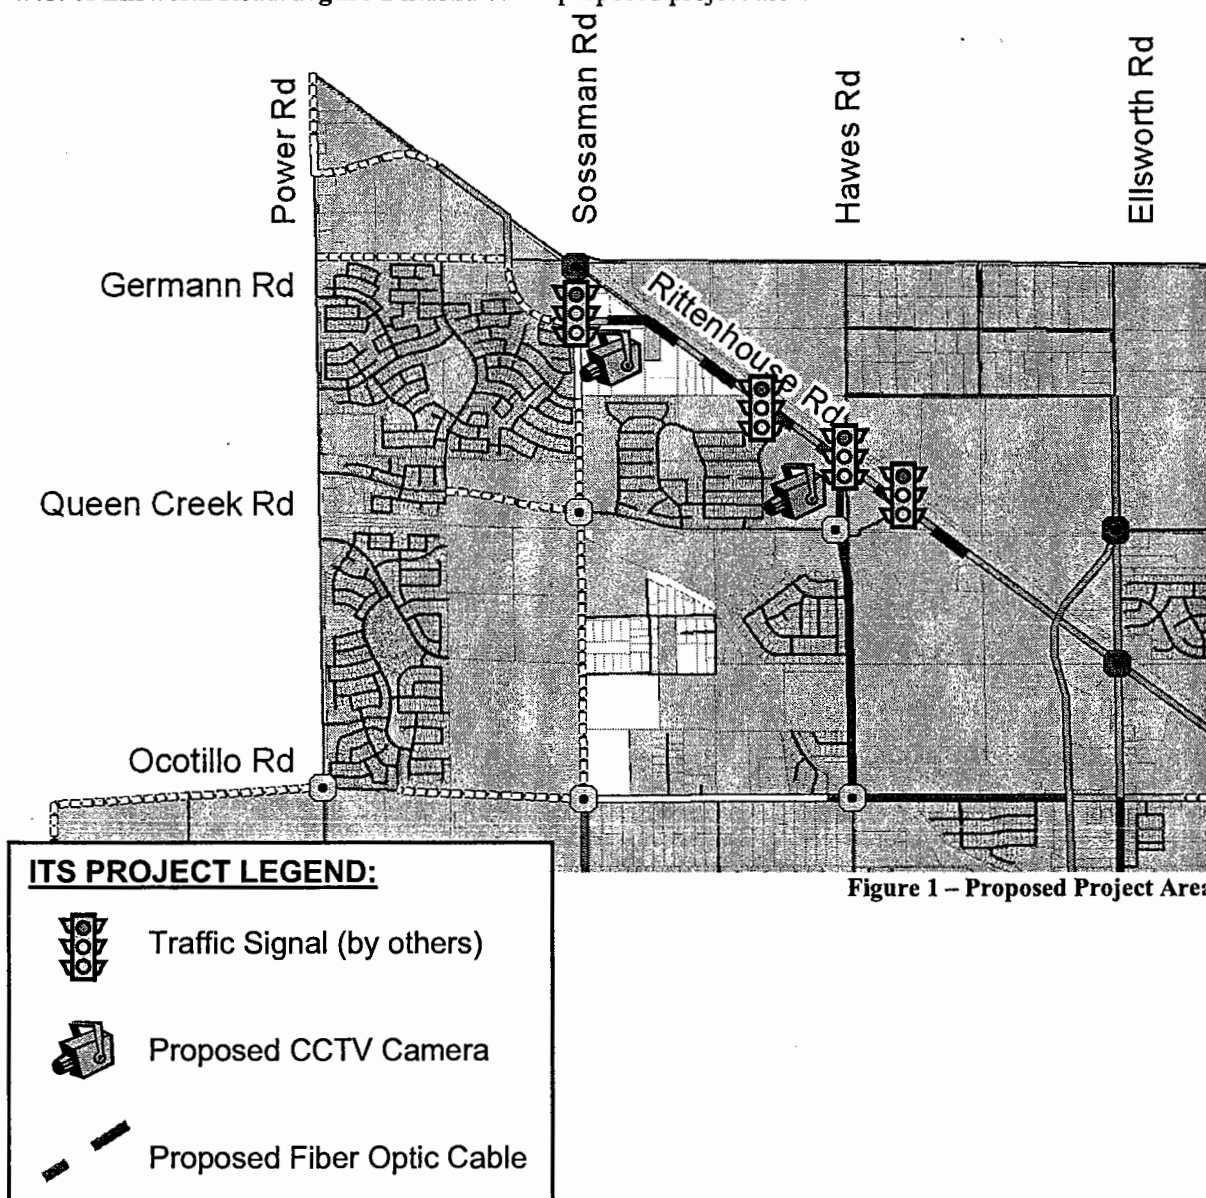 Power Rd
Sossaman Rd
Hawes Rd
Ellsworth Rd
Germann Rd
Rittenhouse Rd
Queen Creek Rd
Ocotillo Rd
Figure 1 – Proposed Project Area
ITS PROJECT LEGEND:
Traffic Signal (by others)
Proposed CCTV Camera
Proposed Fiber Optic Cable